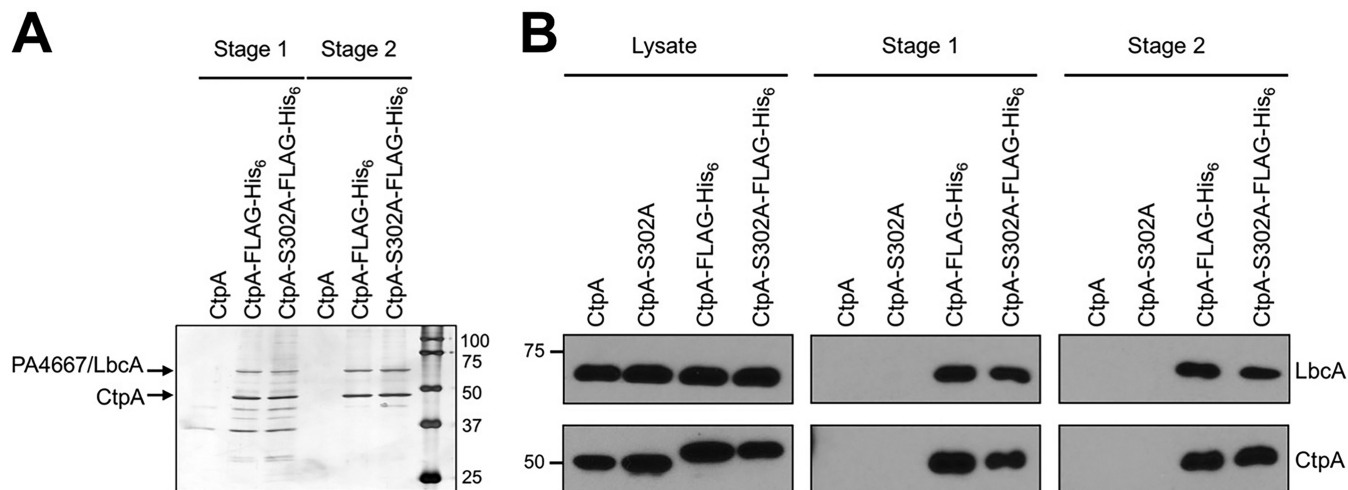 A
Stage 1 Stage 2
CtpA
CtpA-FLAG-His6
CtpA-S302A-FLAG-His6
CtpA
CtpA-FLAG-His6
CtpA-S302A-FLAG-His6
PA4667/LbcA
CtpA
100
75
50
37
25
B
Lysate Stage 1 Stage 2
CtpA
CtpA-S302A
CtpA-FLAG-His6
CtpA-S302A-FLAG-His6
CtpA
CtpA-S302A
CtpA-FLAG-His6
CtpA-S302A-FLAG-His6
CtpA
CtpA-S302A
CtpA-FLAG-His6
CtpA-S302A-FLAG-His6
75
LbcA
50
CtpA